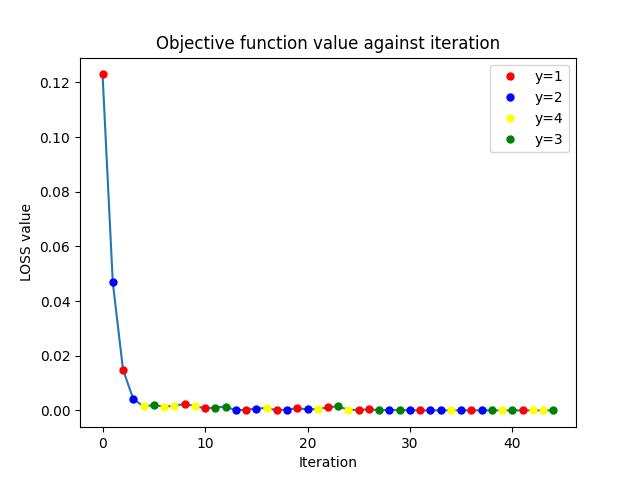 Objective function value against iteration
y=1
y=2
y=4
y=3
LOSS value
0.12
0.10
0.08
0.06
0.04
0.02
0.00
0 10 20 30 40
Iteration